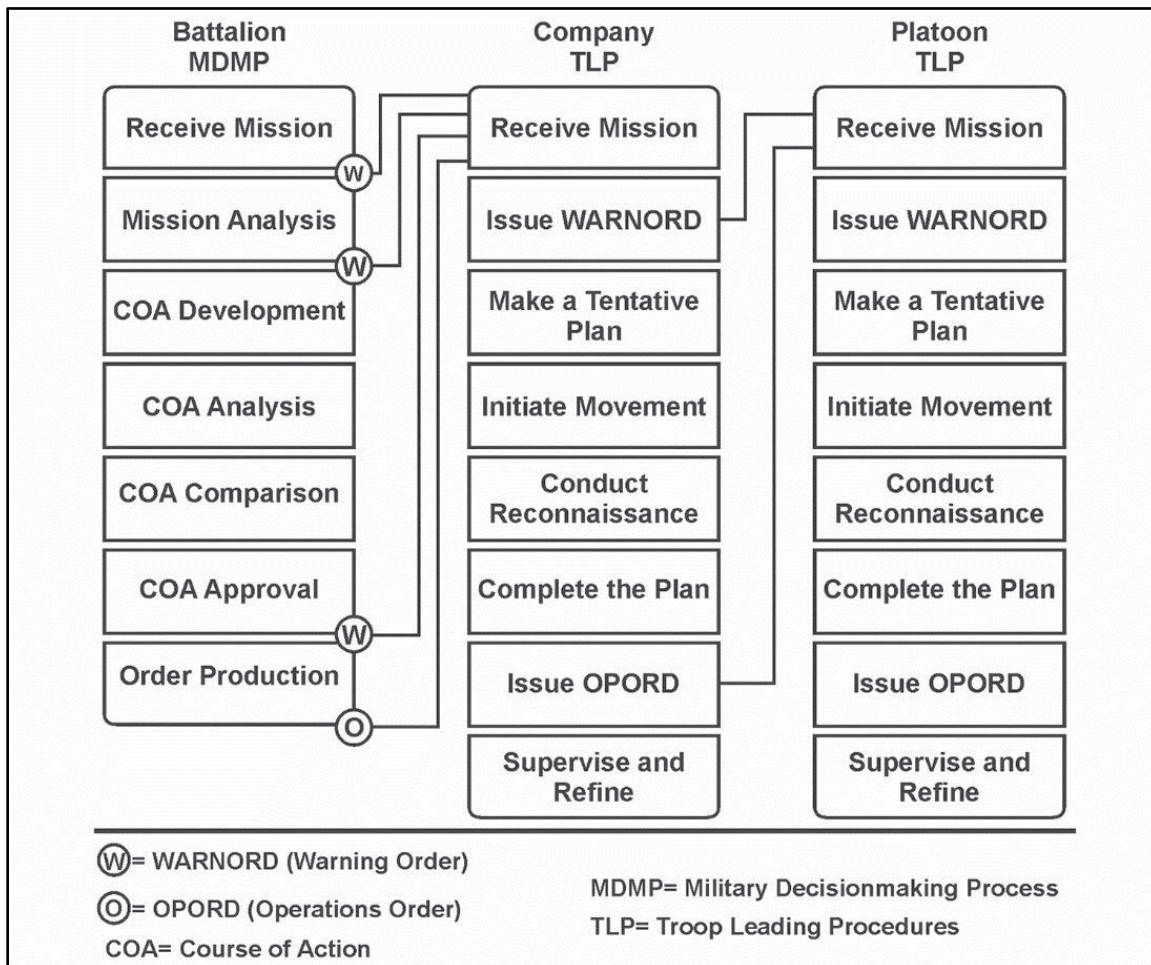 Battalion
MDMP
Receive Mission
W
Mission Analysis
W
COA Development
COA Analysis
COA Comparison
COA Approval
W
Order Production
O
Company
TLP
Receive Mission
Issue WARNORD
Make a Tentative
Plan
Initiate Movement
Conduct
Reconnaissance
Complete the Plan
Issue OPORD
Supervise and
Refine
Platoon
TLP
Receive Mission
Issue WARNORD
Make a Tentative
Plan
Initiate Movement
Conduct
Reconnaissance
Complete the Plan
Issue OPORD
Supervise and
Refine
W = WARNORD (Warning Order)
O = OPORD (Operations Order)
COA= Course of Action
MDMP= Military Decisionmaking Process
TLP= Troop Leading Procedures